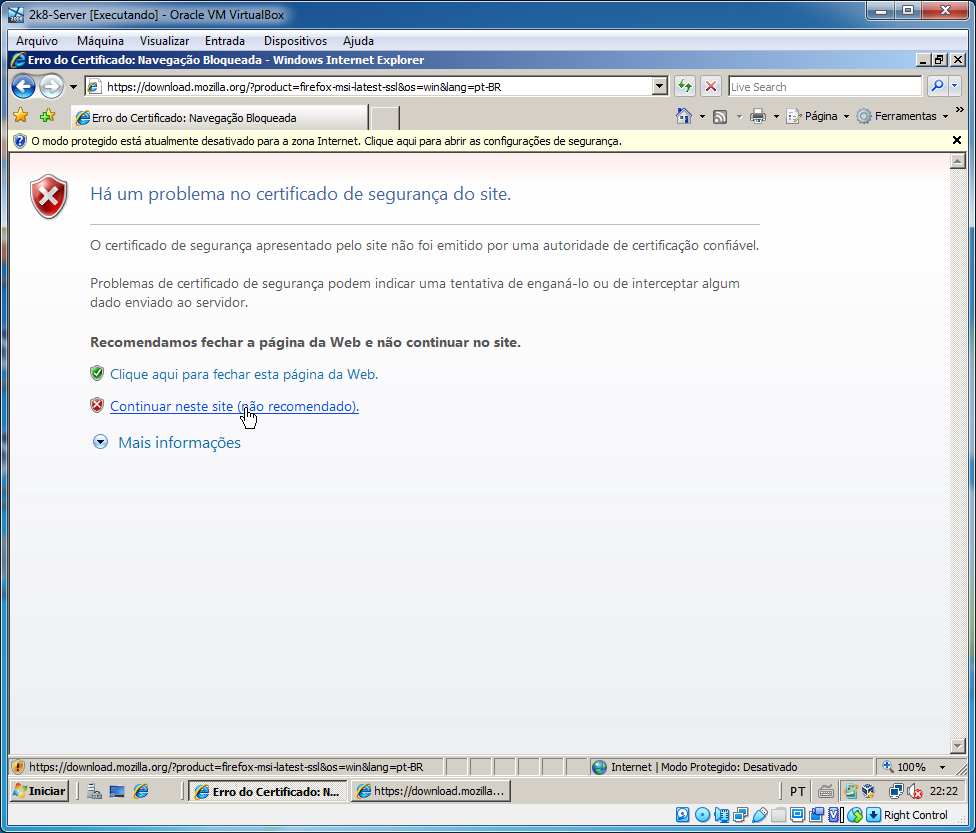 2k8-Server [Executando] - Oracle VM VirtualBox
Arquivo Máquina Visualizar Entrada Dispositivos Ajuda
Erro do Certificado: Navegação Bloqueada - Windows Internet Explorer
https://download.mozilla.org/?product=firefox-msi-latest-ssl&os=win&lang=pt-BR Live Search
Erro do Certificado: Navegação Bloqueada Página Ferramentas
O modo protegido está atualmente desativado para a zona Internet. Clique aqui para abrir as configurações de segurança.
Há um problema no certificado de segurança do site.
O certificado de segurança apresentado pelo site não foi emitido por uma autoridade de certificação confiável.
Problemas de certificado de segurança podem indicar uma tentativa de enganá-lo ou de interceptar algum
dado enviado ao servidor.
Recomendamos fechar a página da Web e não continuar no site.
Clique aqui para fechar esta página da Web.
Continuar neste site (não recomendado).
Mais informações
https://download.mozilla.org/?product=firefox-msi-latest-ssl&os=win&lang=pt-BR Internet | Modo Protegido: Desativado 100%
Iniciar Erro do Certificado: N... https://download.mozilla... PT 22:22
Right Control